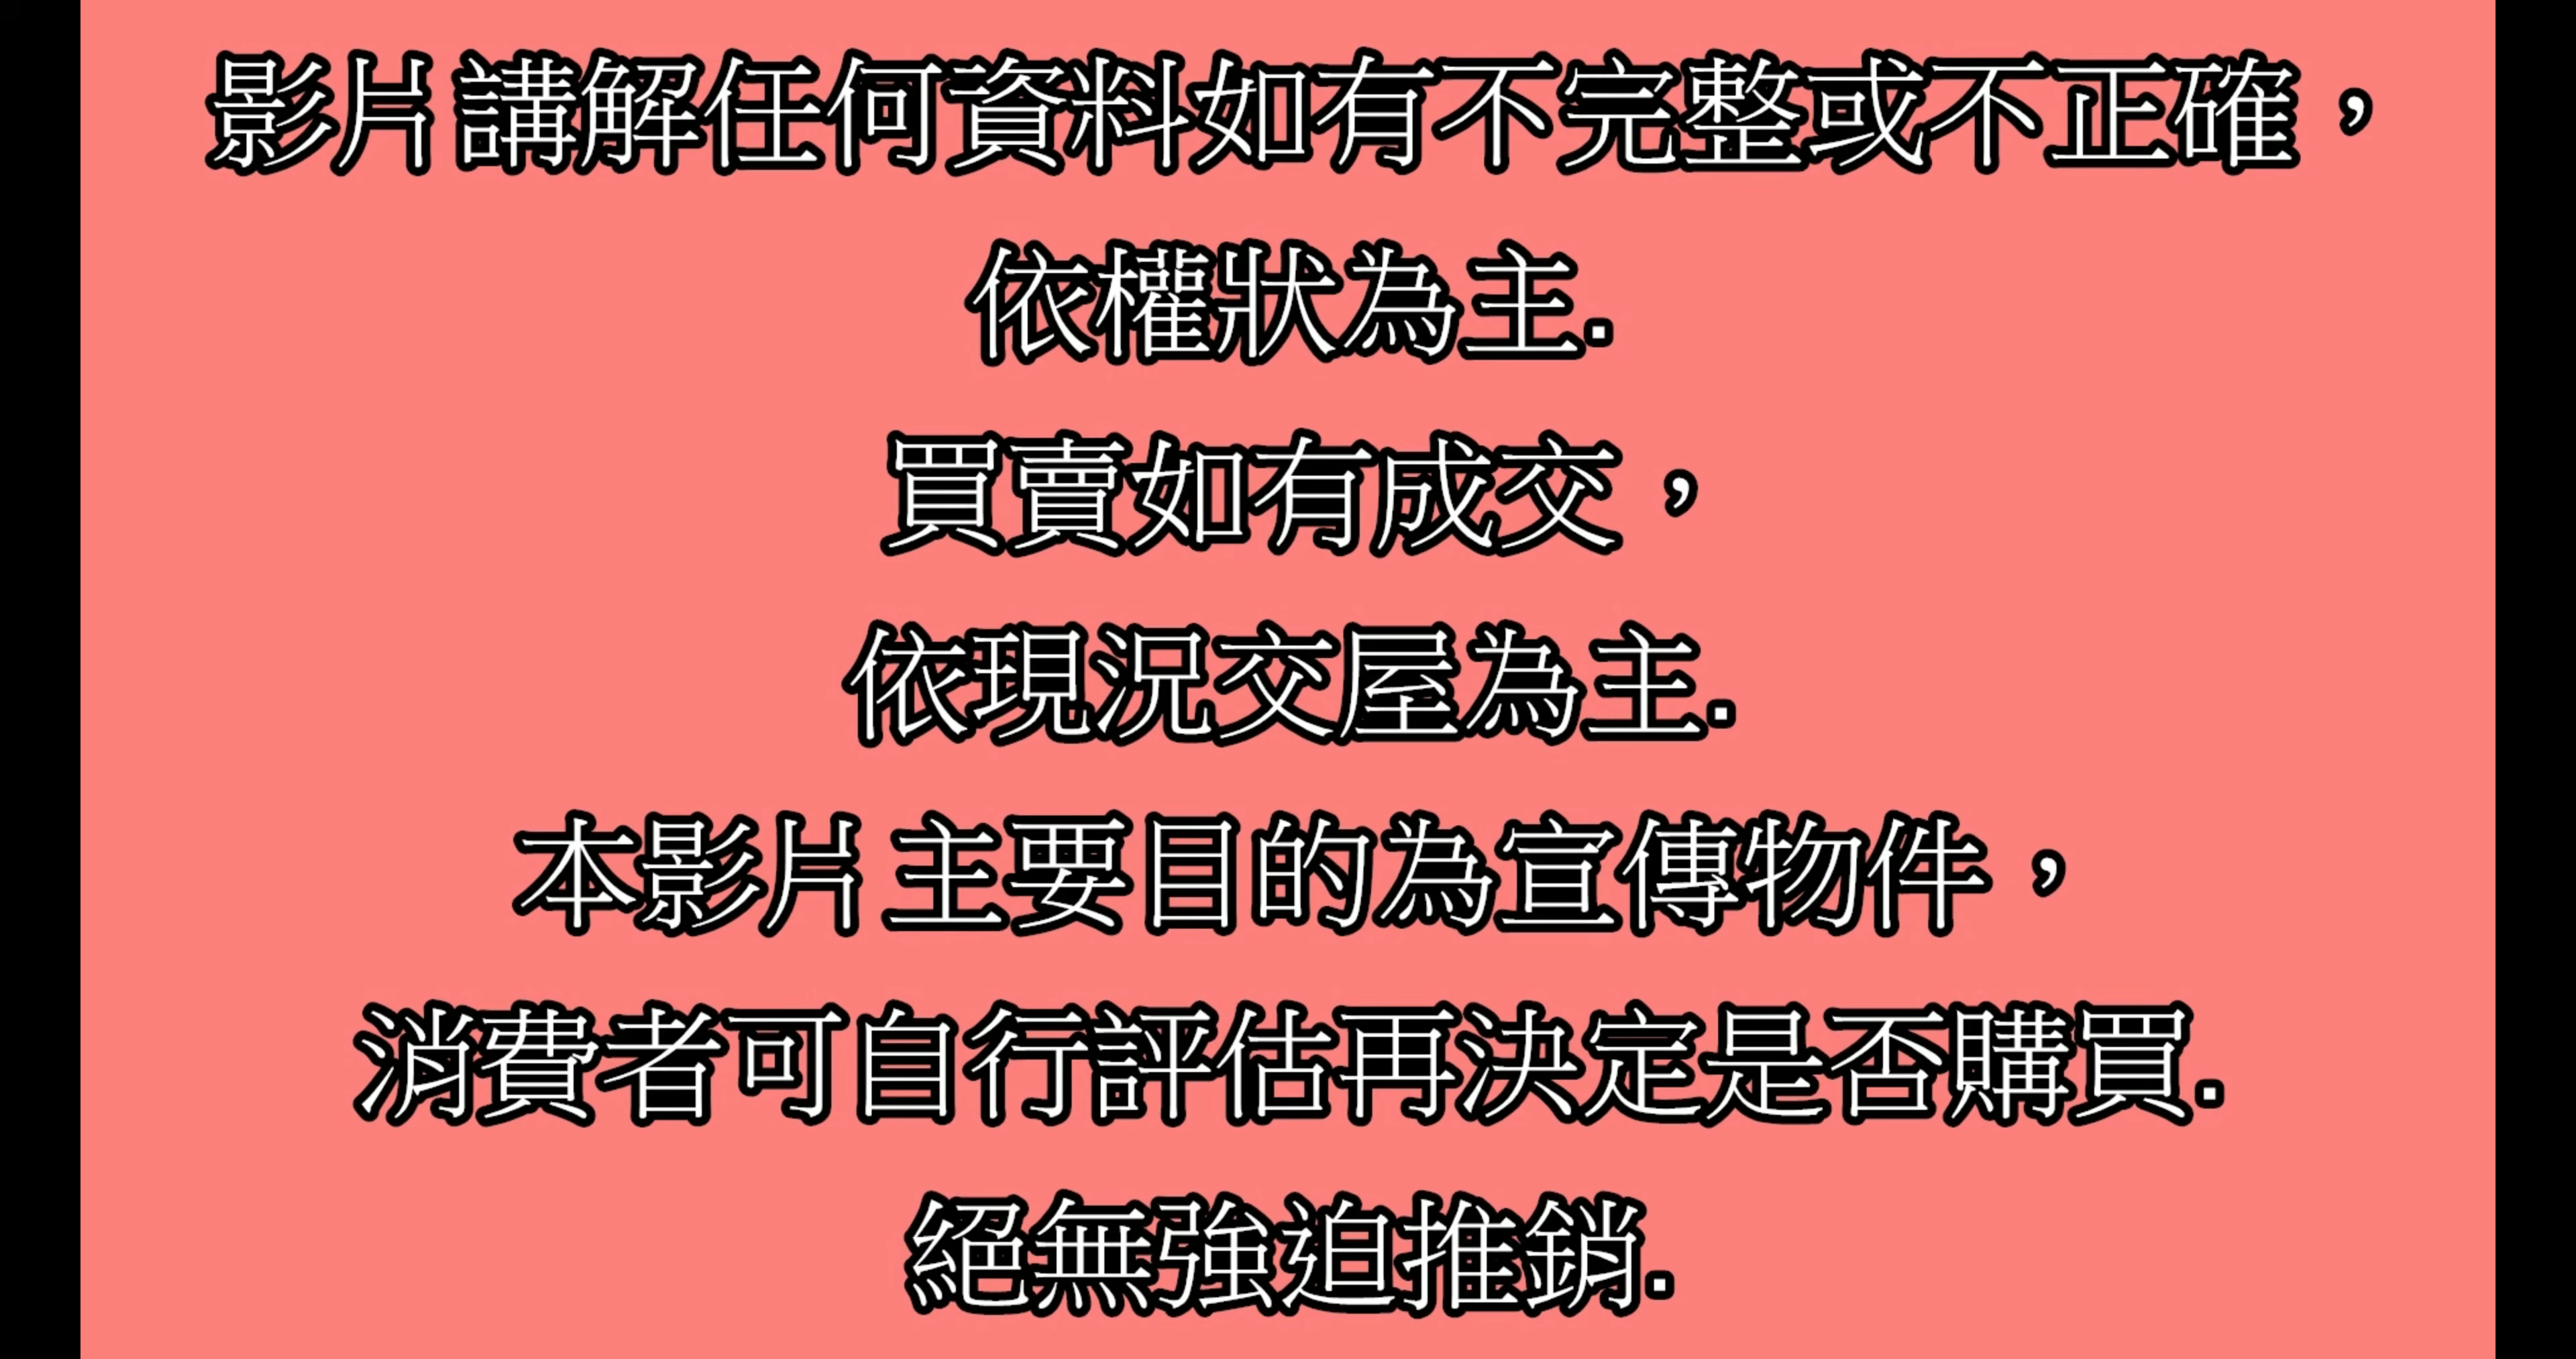 影片講解任何資料如有不完整或不正確，
依權狀為主.
買賣如有成交，
依現況交屋為主.
本影片主要目的為宣傳物件，
消費者可自行評估再決定是否購買.
絕無強迫推銷.